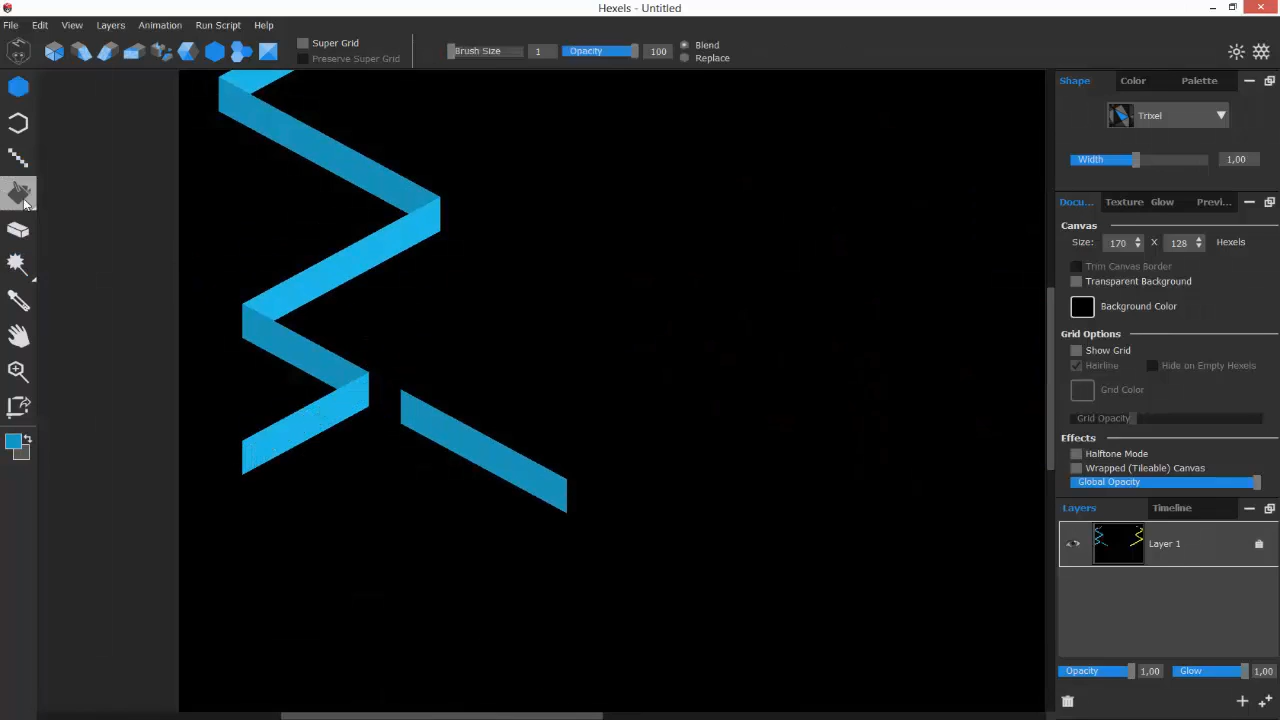 Hexels - Untitled
File Edit View Layers Animation Run Script Help
Super Grid
Preserve Super Grid
Brush Size 1 Opacity 100
Blend
Replace
Shape Color Palette
Trixel
Width 1,00
Docu... Texture Glow Previ...
Canvas
Size: 170 X 128 Hexels
Trim Canvas Border
Transparent Background
Background Color
Grid Options
Show Grid
Hairline Hide on Empty Hexels
Grid Color
Grid Opacity
Effects
Halftone Mode
Wrapped (Tileable) Canvas
Global Opacity
Layers Timeline
Layer 1
Opacity 1,00 Glow 1,00